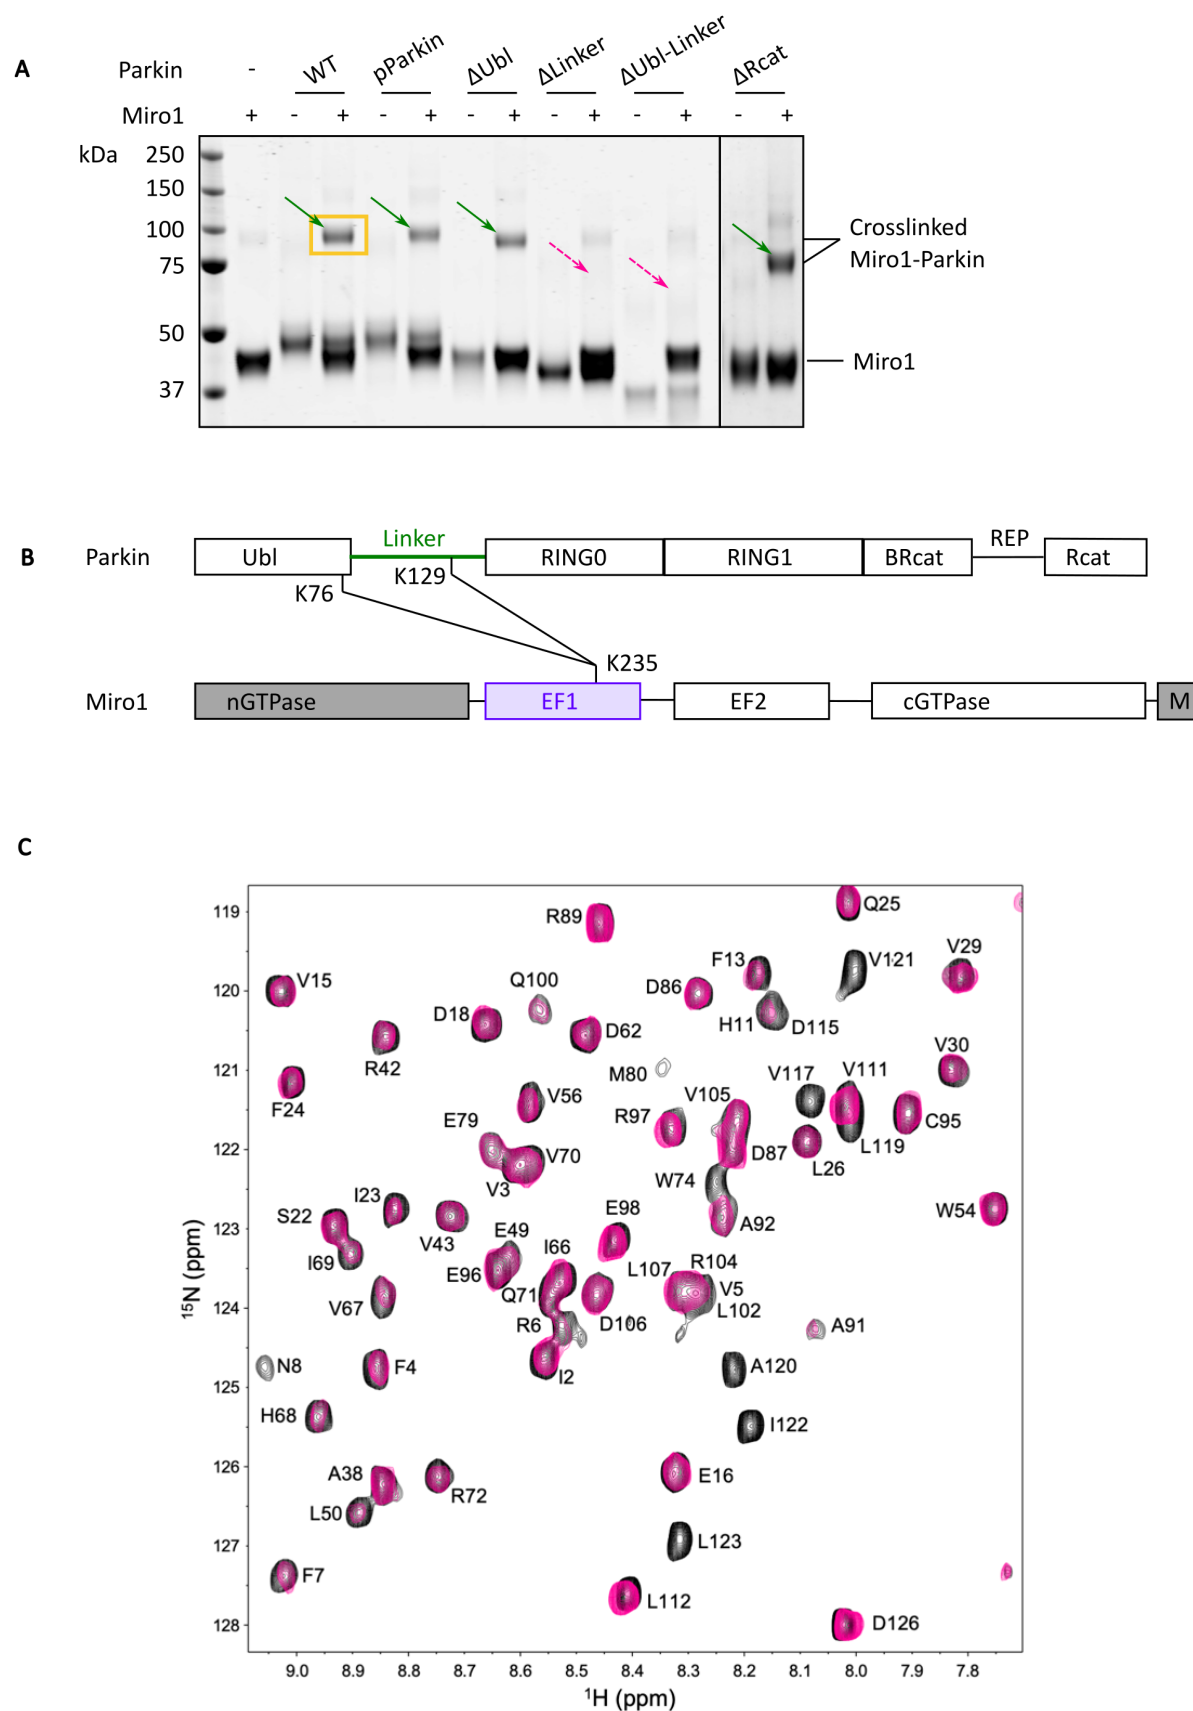 A
Parkin - WT pParkin ΔUbl ΔLinker ΔUbl-Linker ΔRcat
Miro1 + - + - + - + - + - + - +
kDa 250
150
100
75
50
37
Crosslinked
Miro1-Parkin
Miro1
B
Parkin Ubl Linker RING0 RING1 BRcat REP Rcat
K76 K129
K235
Miro1 nGTPase EF1 EF2 cGTPase M
C
119
120
121
122
123
124
125
126
127
128
¹⁵N (ppm)
R89 Q25
V15 Q100 F13 V121 V29
D18 D62 D86 H11 D115
R42 M80 V30
F24 V56 V105 V117 V111
E79 R97 C95
V70 D87 L26 L119
V3 W74
S22 I23 E98 A92 W54
I69 V43 E49 I66
E96 L107 R104
V67 Q71 V5
R6 D106 L102 A91
N8 F4 I2 A120
H68 I122
A38 R72 E16
L50 L123
F7 L112 D126
9.0 8.9 8.8 8.7 8.6 8.5 8.4 8.3 8.2 8.1 8.0 7.9 7.8
¹H (ppm)